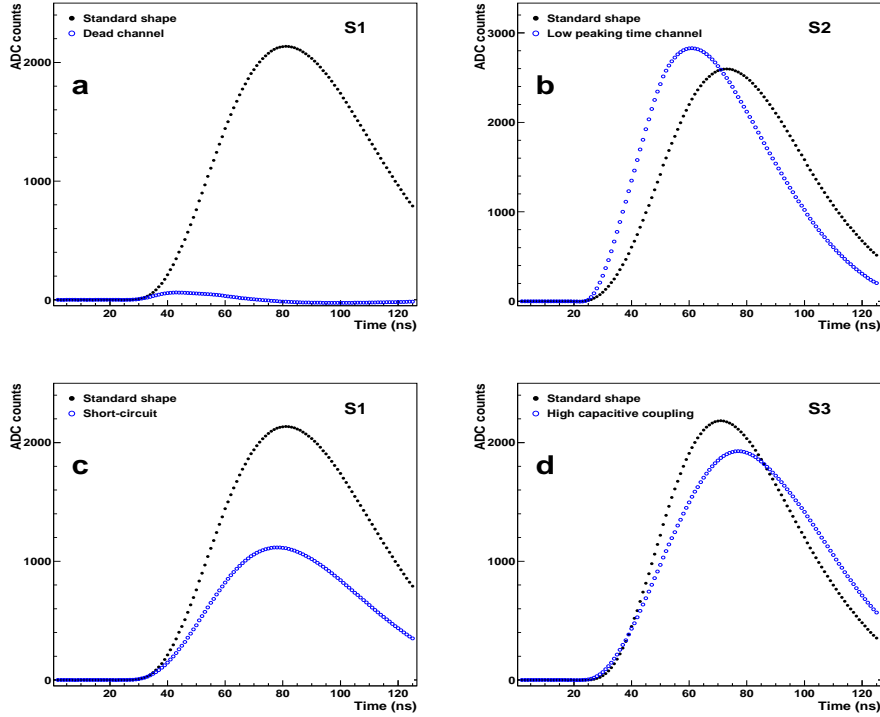 Standard shape
Dead channel
S1
a
ADC counts
2000
1000
0
20 40 60 80 100 120
Time (ns)
Standard shape
Low peaking time channel
S2
b
ADC counts
3000
2000
1000
0
20 40 60 80 100 120
Time (ns)
Standard shape
Short-circuit
S1
c
ADC counts
2000
1000
0
20 40 60 80 100 120
Time (ns)
Standard shape
High capacitive coupling
S3
d
ADC counts
2000
1000
0
20 40 60 80 100 120
Time (ns)